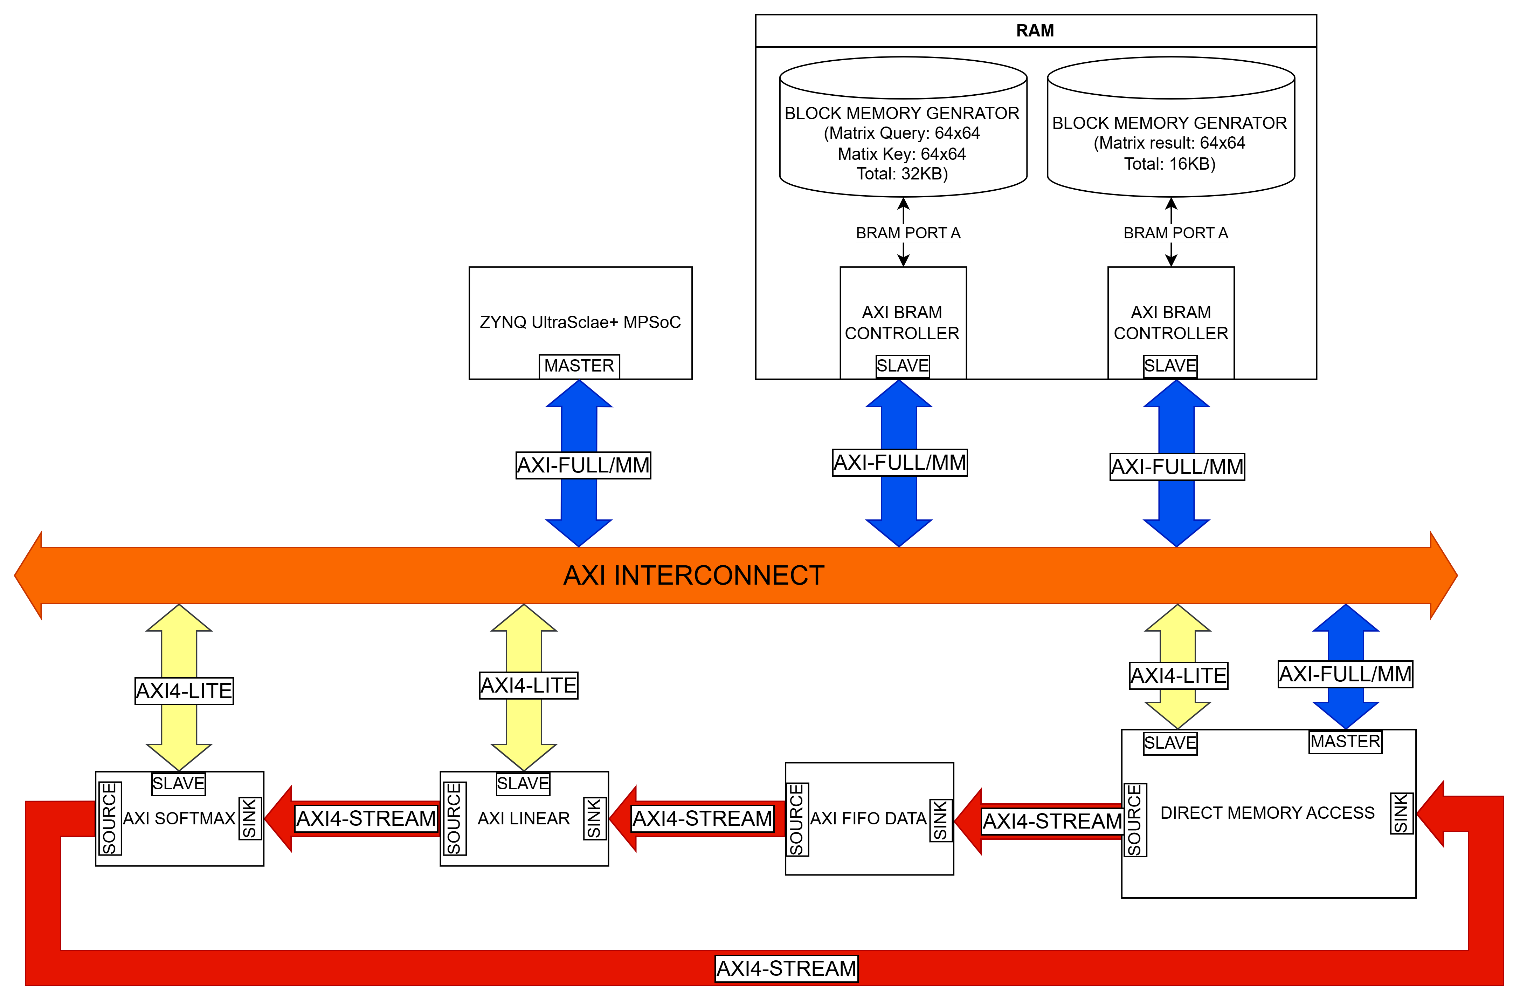 RAM
BLOCK MEMORY GENRATOR
(Matrix Query: 64x64
Matix Key: 64x64
Total: 32KB)
BLOCK MEMORY GENRATOR
(Matrix result: 64x64
Total: 16KB)
BRAM PORT A
BRAM PORT A
ZYNQ UltraSclae+ MPSoC
MASTER
AXI BRAM
CONTROLLER
SLAVE
AXI BRAM
CONTROLLER
SLAVE
AXI-FULL/MM
AXI-FULL/MM
AXI-FULL/MM
AXI INTERCONNECT
AXI4-LITE
AXI4-LITE
AXI4-LITE
AXI-FULL/MM
SLAVE
SOURCE
AXI SOFTMAX
SINK
AXI4-STREAM
SLAVE
SOURCE
AXI LINEAR
SINK
AXI4-STREAM
SOURCE
AXI FIFO DATA
SINK
AXI4-STREAM
SLAVE
MASTER
SOURCE
DIRECT MEMORY ACCESS
SINK
AXI4-STREAM